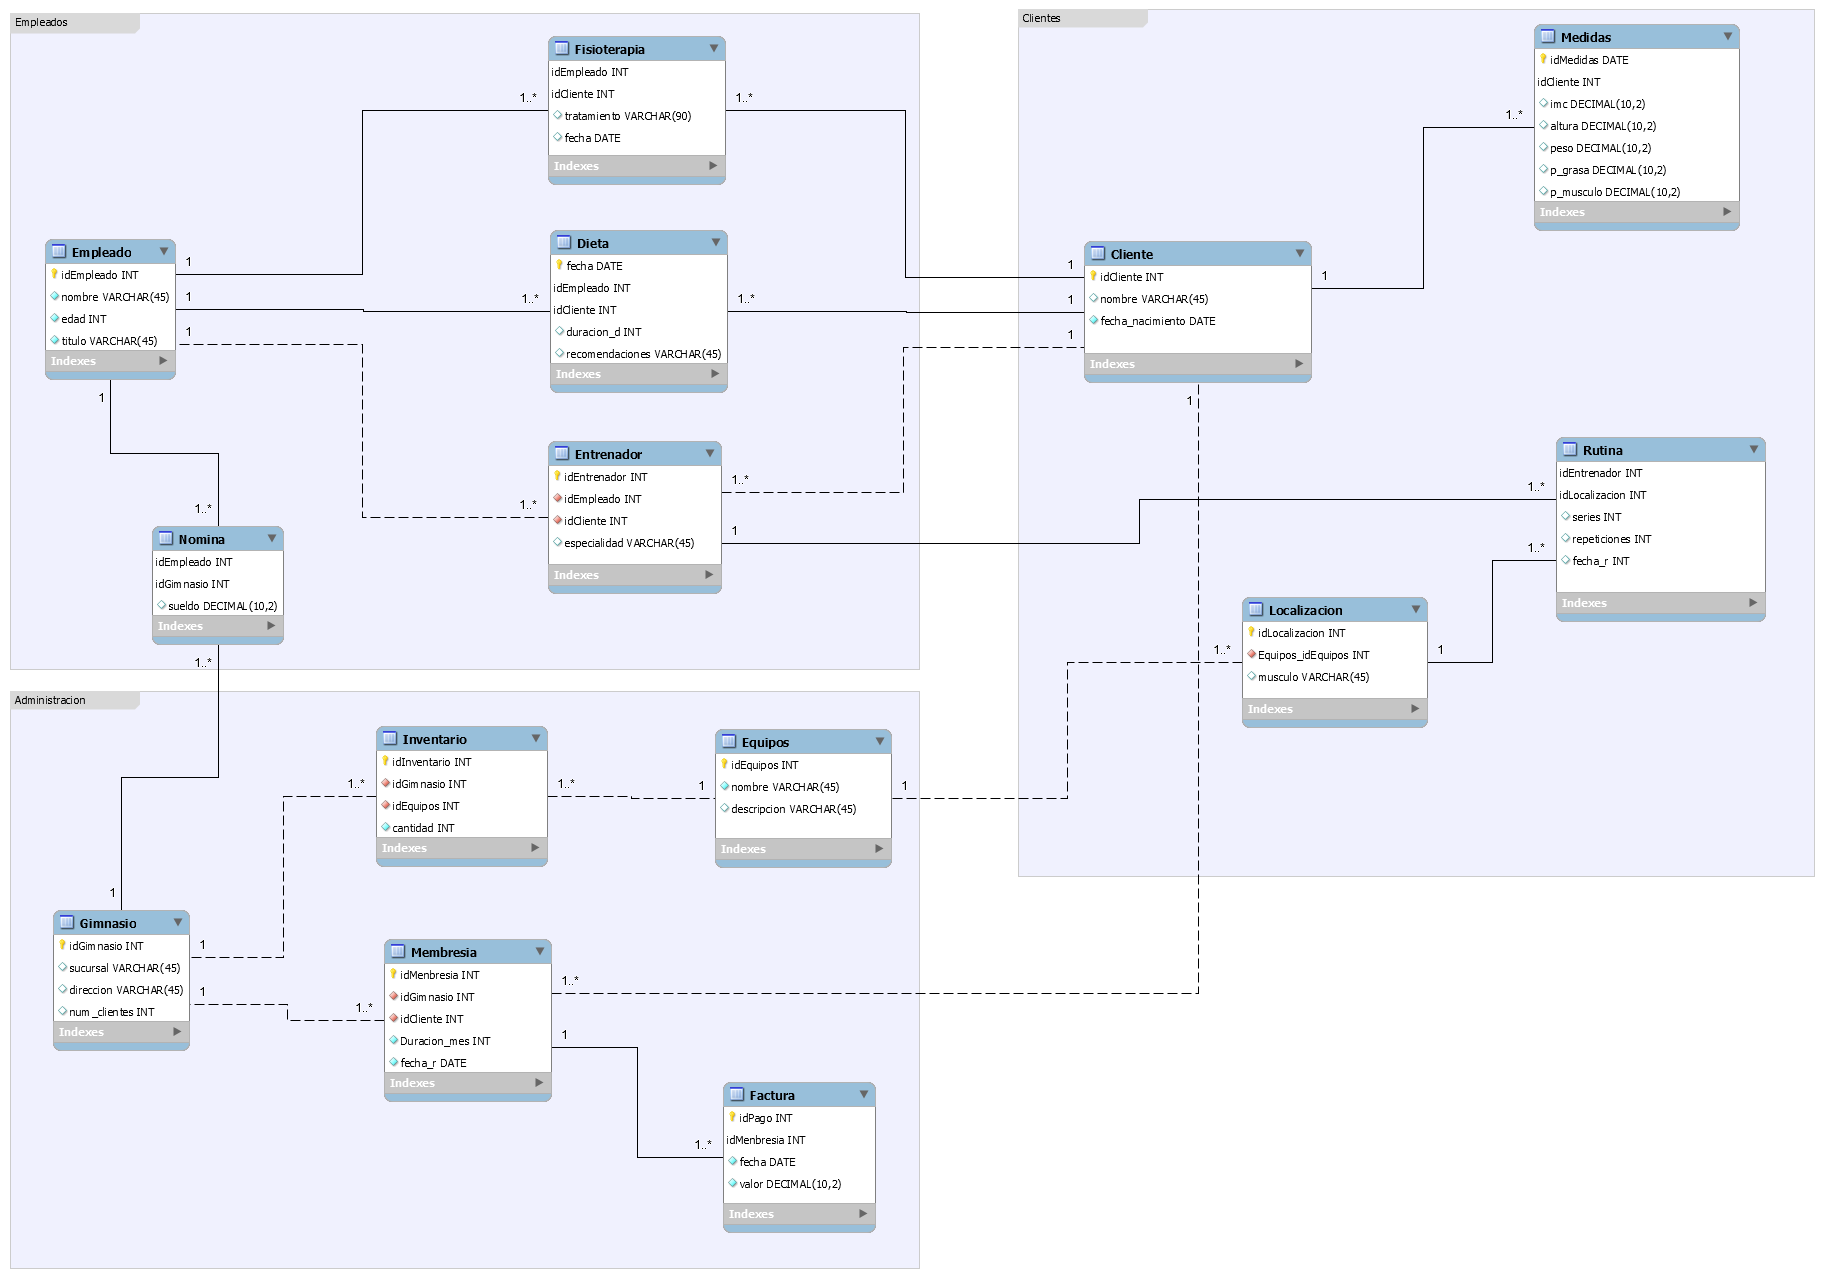 Empleados
Fisioterapia
idEmpleado INT
idCliente INT
tratamiento VARCHAR(90)
fecha DATE
Indexes
1..*
1..*
Empleado
idEmpleado INT
nombre VARCHAR(45)
edad INT
titulo VARCHAR(45)
Indexes
1
1
1
1
Dieta
fecha DATE
idEmpleado INT
idCliente INT
duracion_d INT
recomendaciones VARCHAR(45)
Indexes
1..*
1..*
Entrenador
idEntrenador INT
idEmpleado INT
idCliente INT
especialidad VARCHAR(45)
Indexes
1..*
1..*
1
Nomina
idEmpleado INT
idGimnasio INT
sueldo DECIMAL(10,2)
Indexes
1..*
1..*
Clientes
Medidas
idMedidas DATE
idCliente INT
imc DECIMAL(10,2)
altura DECIMAL(10,2)
peso DECIMAL(10,2)
p_grasa DECIMAL(10,2)
p_musculo DECIMAL(10,2)
Indexes
1..*
Cliente
idCliente INT
nombre VARCHAR(45)
fecha_nacimiento DATE
Indexes
1
1
1
1
1
Rutina
idEntrenador INT
idLocalizacion INT
series INT
repeticiones INT
fecha_r INT
Indexes
1..*
1..*
Localizacion
idLocalizacion INT
Equipos_idEquipos INT
musculo VARCHAR(45)
Indexes
1..*
1
Administracion
Inventario
idInventario INT
idGimnasio INT
idEquipos INT
cantidad INT
Indexes
1..*
1..*
Equipos
idEquipos INT
nombre VARCHAR(45)
descripcion VARCHAR(45)
Indexes
1
1
Gimnasio
idGimnasio INT
sucursal VARCHAR(45)
direccion VARCHAR(45)
num_clientes INT
Indexes
1
1
1
Membresia
idMenbresia INT
idGimnasio INT
idCliente INT
Duracion_mes INT
fecha_r DATE
Indexes
1..*
1..*
1
Factura
idPago INT
idMenbresia INT
fecha DATE
valor DECIMAL(10,2)
Indexes
1..*